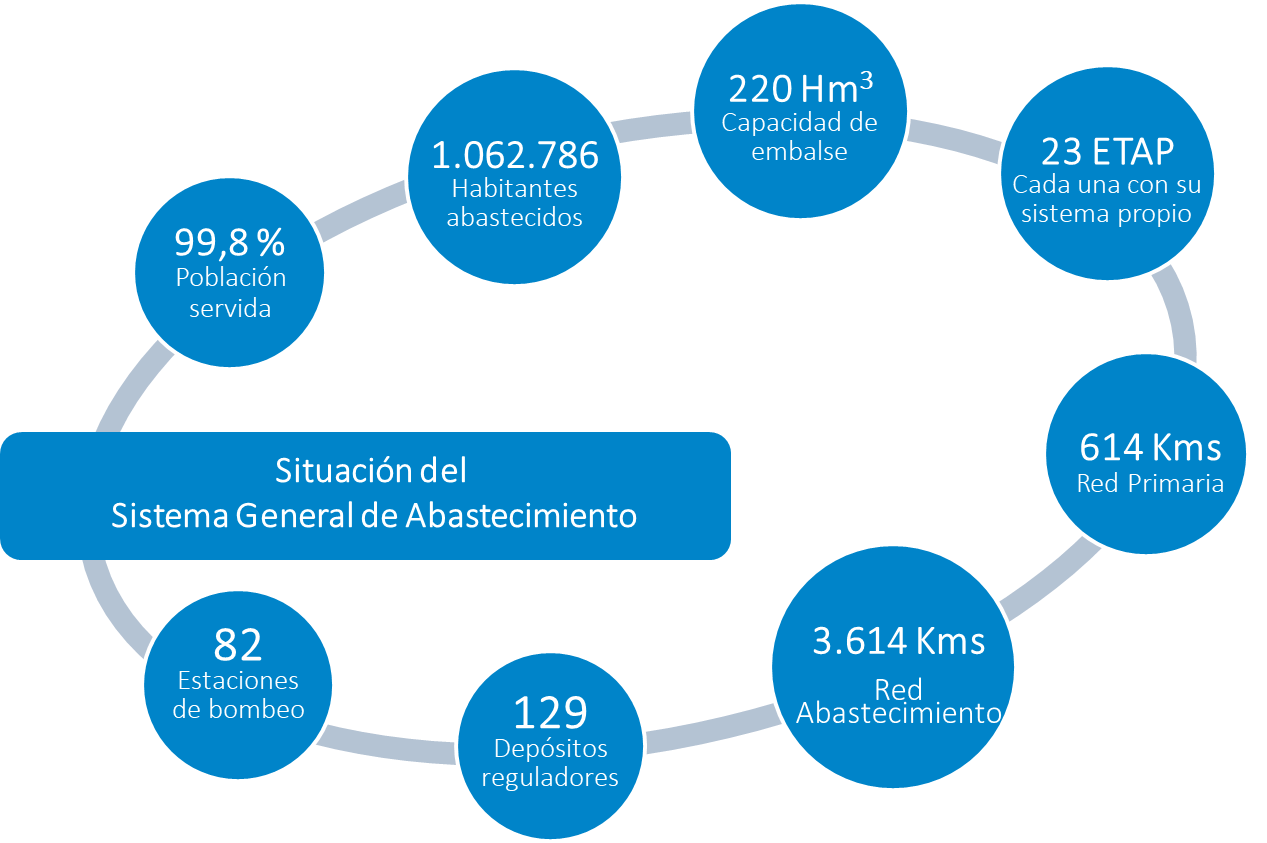 220 Hm³
Capacidad de
embalse
1.062.786
Habitantes
abastecidos
23 ETAP
Cada una con su
sistema propio
99,8 %
Población
servida
614 Kms
Red Primaria
Situación del
Sistema General de Abastecimiento
3.614 Kms
Red
Abastecimiento
82
Estaciones
de bombeo
129
Depósitos
reguladores